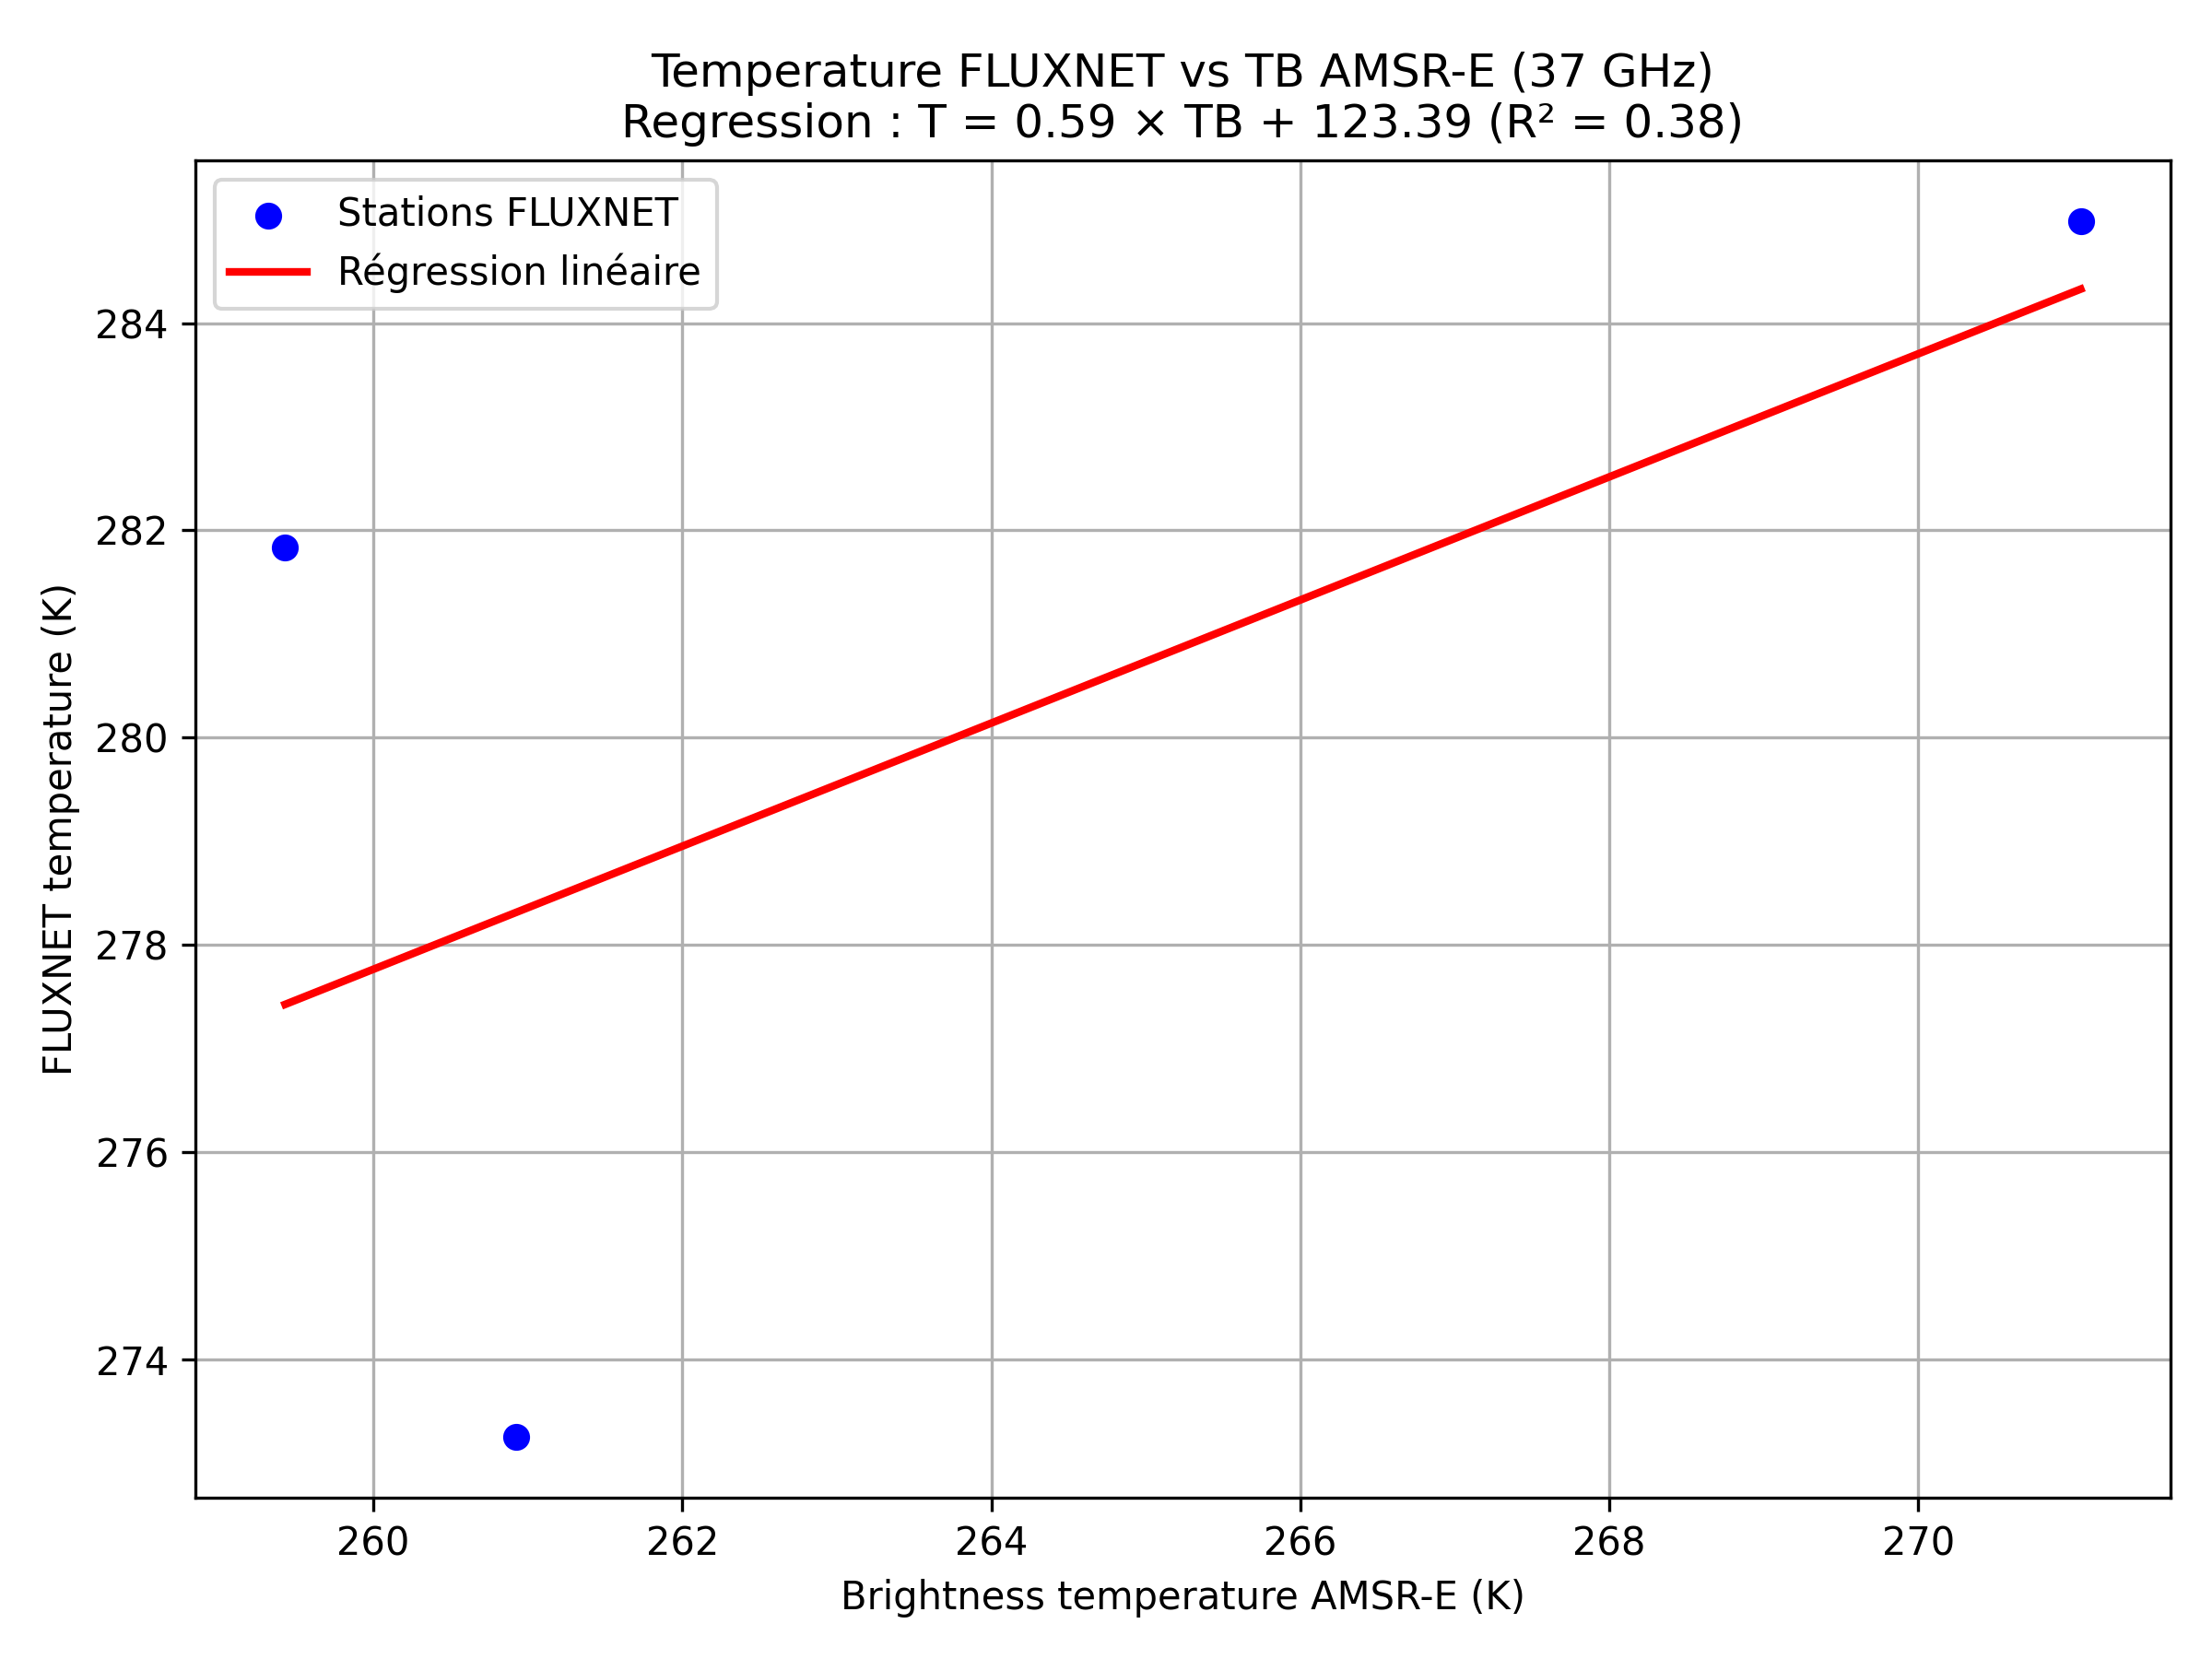 Temperature FLUXNET vs TB AMSR-E (37 GHz)
Regression : T = 0.59 × TB + 123.39 (R² = 0.38)
Stations FLUXNET
Régression linéaire
284
282
280
278
276
274
FLUXNET temperature (K)
260 262 264 266 268 270
Brightness temperature AMSR-E (K)